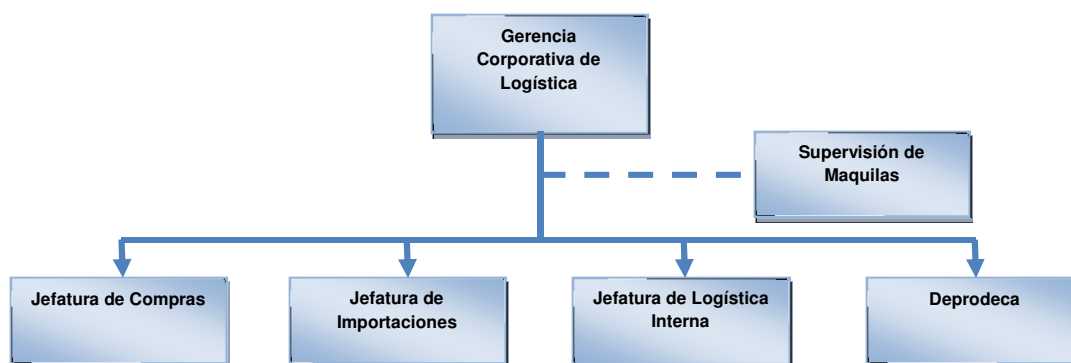 Gerencia
Corporativa de
Logística
Supervisión de
Maquilas
Jefatura de Compras
Jefatura de
Importaciones
Jefatura de Logística
Interna
Deprodeca